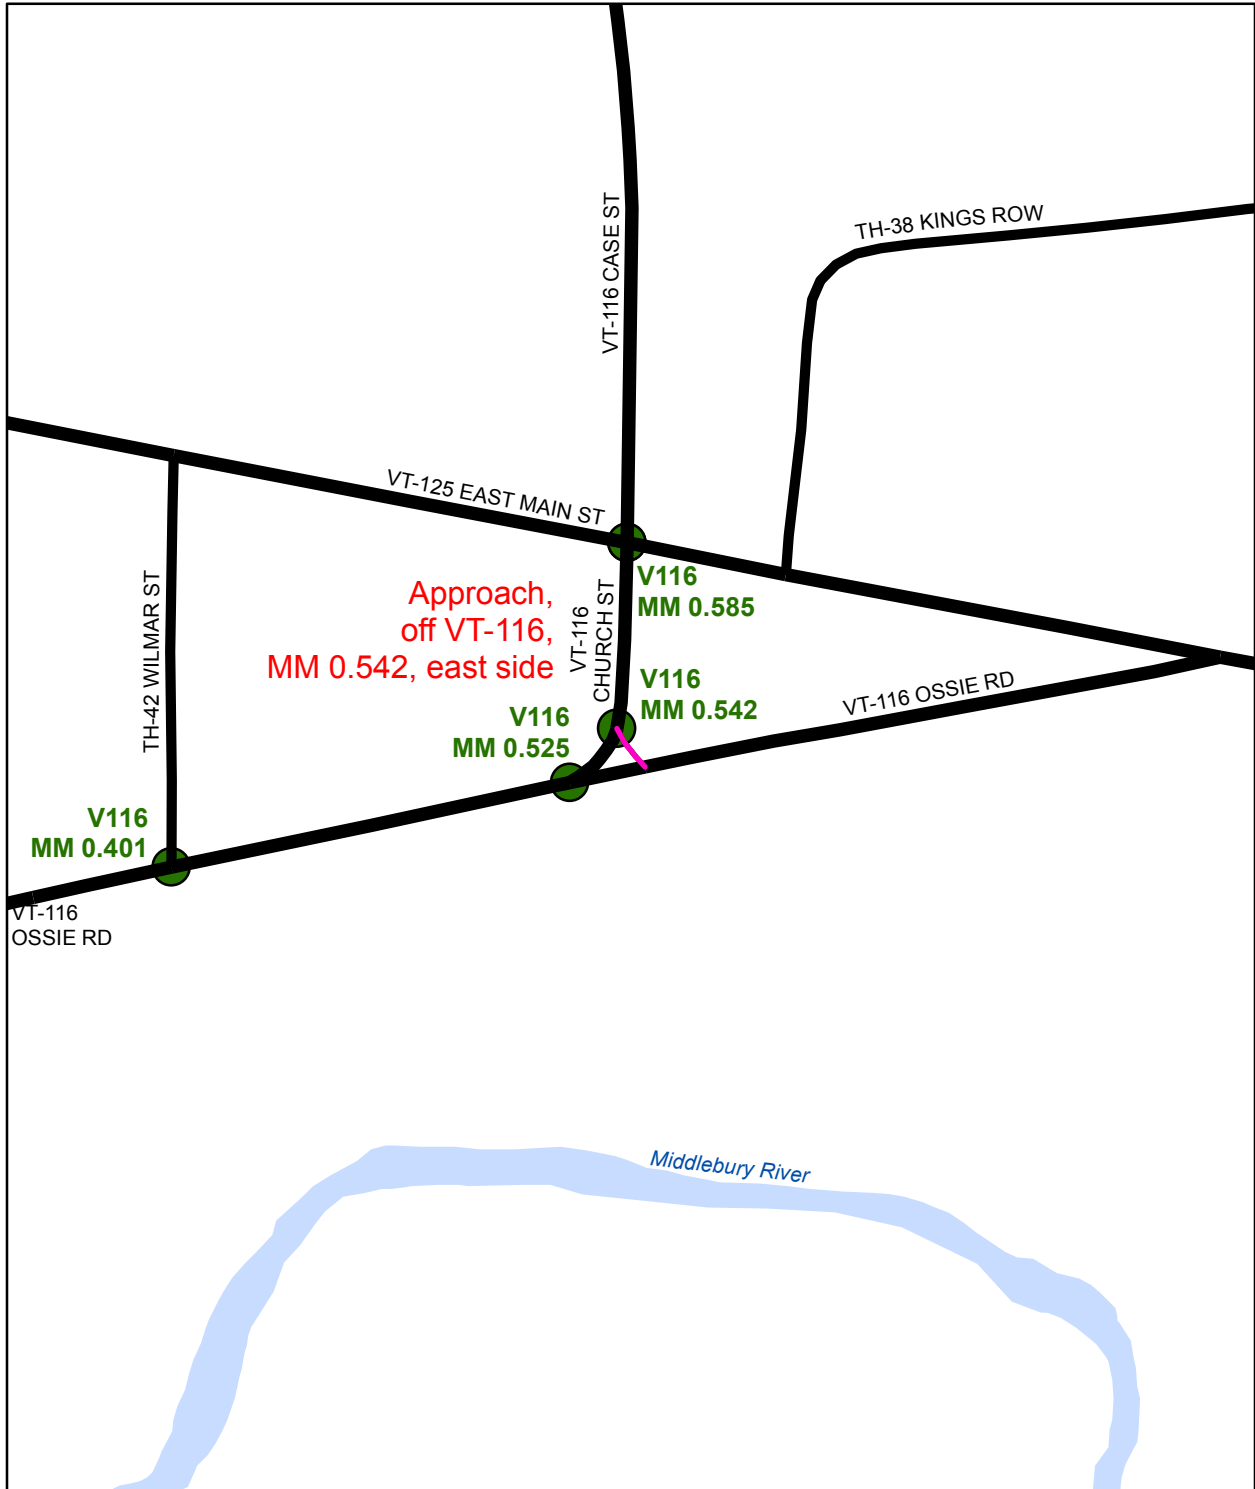 VT-116 CASE ST
TH-38 KINGS ROW
VT-125 EAST MAIN ST
V116
MM 0.585
Approach,
off VT-116,
MM 0.542, east side
VT-116
CHURCH ST
TH-42 WILMAR ST
V116
MM 0.542
VT-116 OSSIE RD
V116
MM 0.525
V116
MM 0.401
VT-116
OSSIE RD
Middlebury River